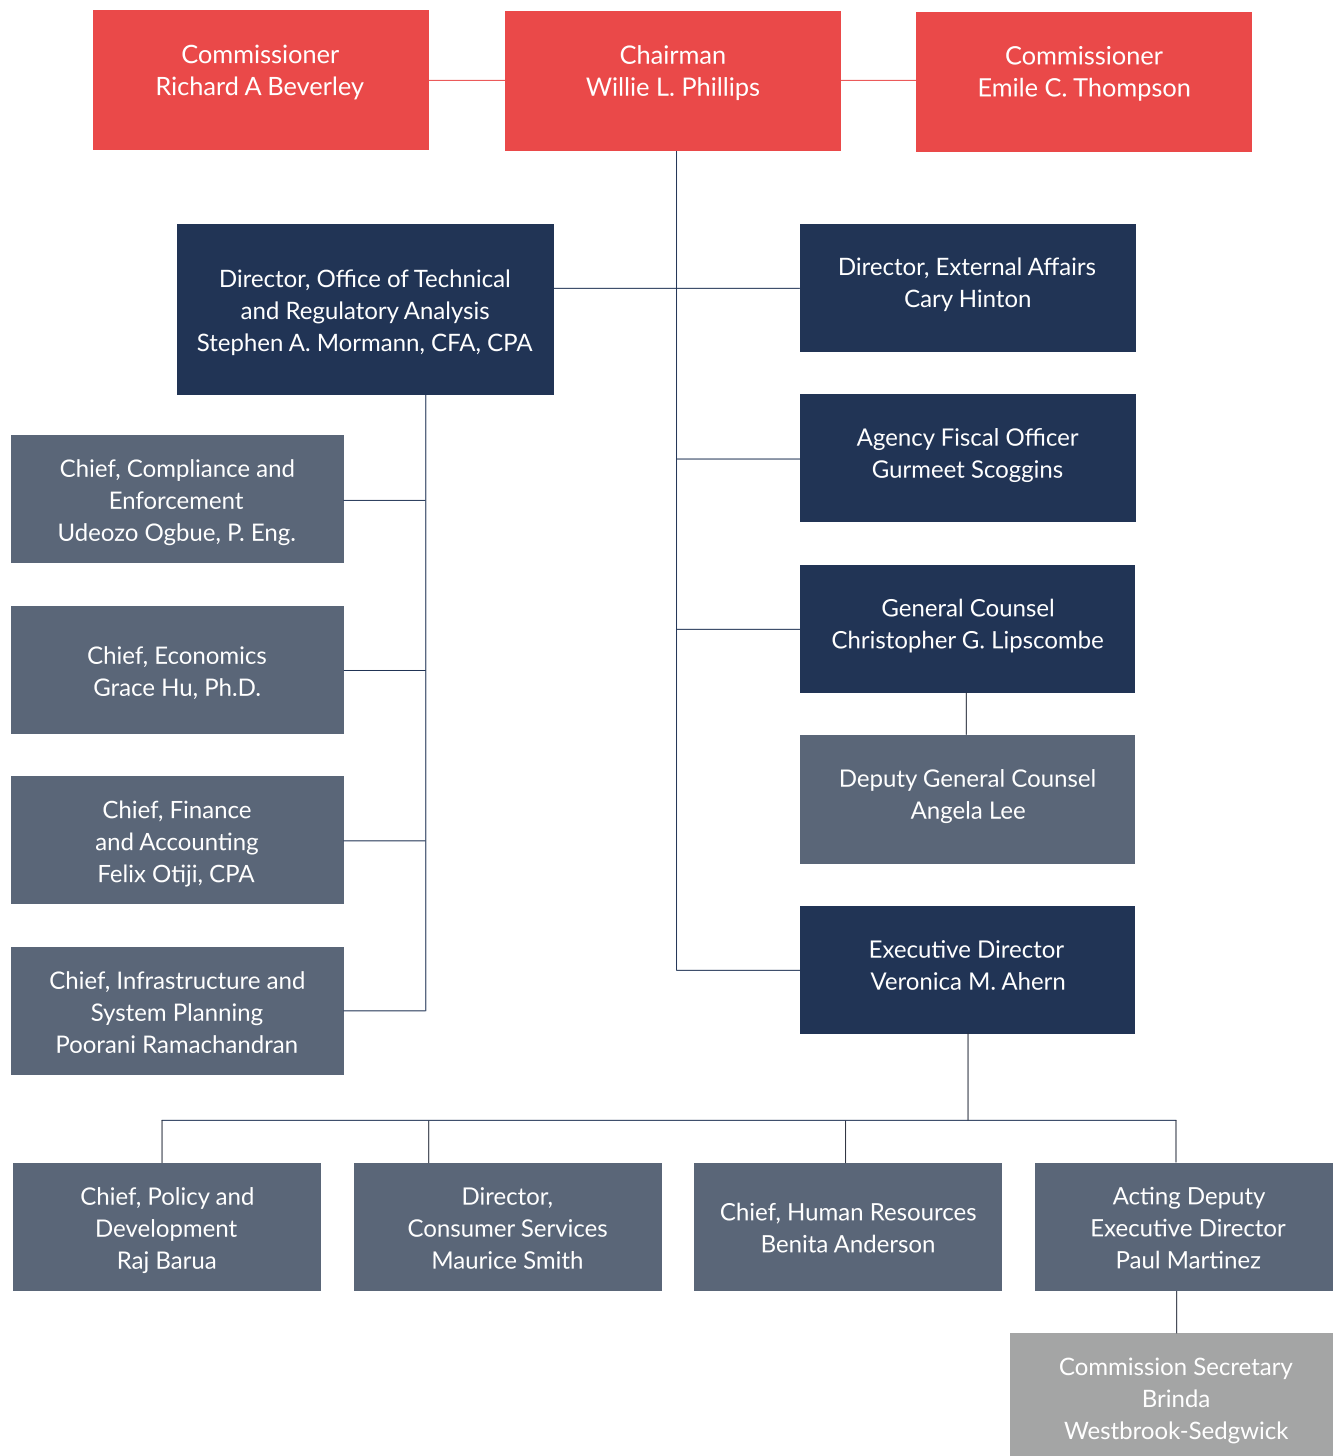 Commissioner
Richard A Beverley
Chairman
Willie L. Phillips
Commissioner
Emile C. Thompson
Director, Office of Technical
and Regulatory Analysis
Stephen A. Mormann, CFA, CPA
Director, External Affairs
Cary Hinton
Agency Fiscal Officer
Gurmeet Scoggins
Chief, Compliance and
Enforcement
Udeozo Ogbue, P. Eng.
General Counsel
Christopher G. Lipscombe
Chief, Economics
Grace Hu, Ph.D.
Deputy General Counsel
Angela Lee
Chief, Finance
and Accounting
Felix Otiji, CPA
Executive Director
Veronica M. Ahern
Chief, Infrastructure and
System Planning
Poorani Ramachandran
Chief, Policy and
Development
Raj Barua
Director,
Consumer Services
Maurice Smith
Chief, Human Resources
Benita Anderson
Acting Deputy
Executive Director
Paul Martinez
Commission Secretary
Brinda
Westbrook-Sedgwick